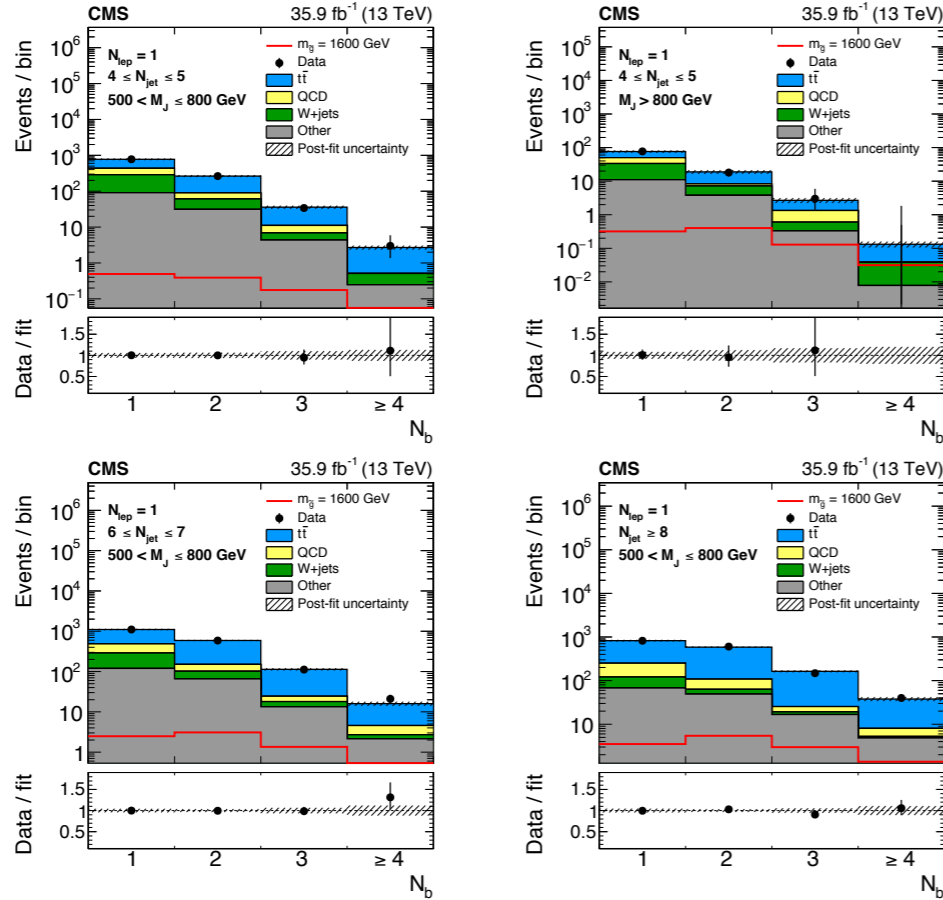 CMS 35.9 fb⁻¹ (13 TeV)
Events / bin
10⁶
10⁵
10⁴
10³
10²
10
1
10⁻¹
N_lep = 1
4 ≤ N_jet ≤ 5
500 < M_J ≤ 800 GeV
m_g̃ = 1600 GeV
Data
tt̄
QCD
W+jets
Other
Post-fit uncertainty
Data / fit
1.5
1
0.5
1 2 3 ≥ 4
N_b
CMS 35.9 fb⁻¹ (13 TeV)
Events / bin
10⁵
10⁴
10³
10²
10
1
10⁻¹
10⁻²
N_lep = 1
4 ≤ N_jet ≤ 5
M_J > 800 GeV
m_g̃ = 1600 GeV
Data
tt̄
QCD
W+jets
Other
Post-fit uncertainty
Data / fit
1.5
1
0.5
1 2 3 ≥ 4
N_b
CMS 35.9 fb⁻¹ (13 TeV)
Events / bin
10⁶
10⁵
10⁴
10³
10²
10
1
N_lep = 1
6 ≤ N_jet ≤ 7
500 < M_J ≤ 800 GeV
m_g̃ = 1600 GeV
Data
tt̄
QCD
W+jets
Other
Post-fit uncertainty
Data / fit
1.5
1
0.5
1 2 3 ≥ 4
N_b
CMS 35.9 fb⁻¹ (13 TeV)
Events / bin
10⁶
10⁵
10⁴
10³
10²
10
N_lep = 1
N_jet ≥ 8
500 < M_J ≤ 800 GeV
m_g̃ = 1600 GeV
Data
tt̄
QCD
W+jets
Other
Post-fit uncertainty
Data / fit
1.5
1
0.5
1 2 3 ≥ 4
N_b